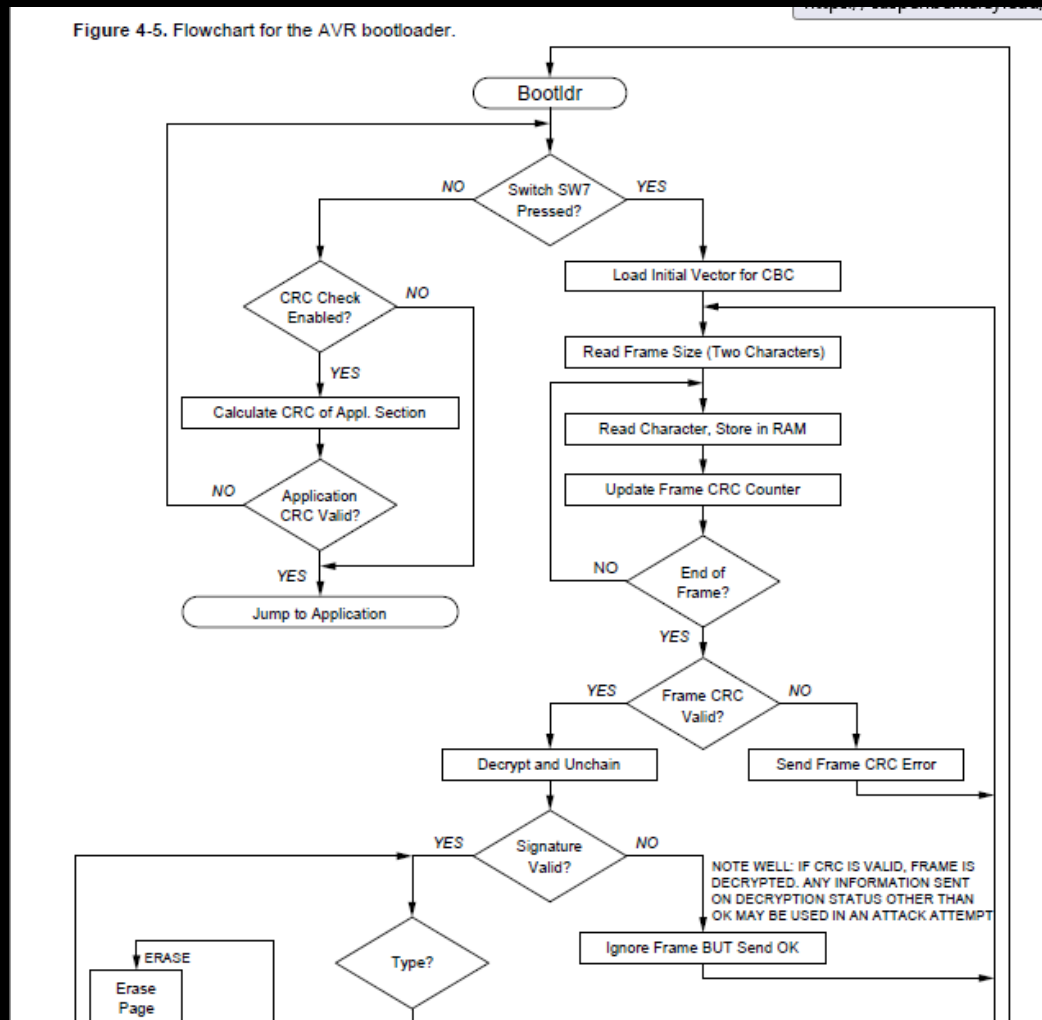 Figure 4-5. Flowchart for the AVR bootloader.
Bootldr
NO
Switch SW7
Pressed?
YES
CRC Check
Enabled?
NO
YES
Calculate CRC of Appl. Section
NO
Application
CRC Valid?
YES
Jump to Application
Load Initial Vector for CBC
Read Frame Size (Two Characters)
Read Character, Store in RAM
Update Frame CRC Counter
NO
End of
Frame?
YES
YES
Frame CRC
Valid?
NO
Decrypt and Unchain
Send Frame CRC Error
YES
Signature
Valid?
NO
NOTE WELL: IF CRC IS VALID, FRAME IS
DECRYPTED. ANY INFORMATION SENT
ON DECRYPTION STATUS OTHER THAN
OK MAY BE USED IN AN ATTACK ATTEMPT
Ignore Frame BUT Send OK
Type?
ERASE
Erase
Page